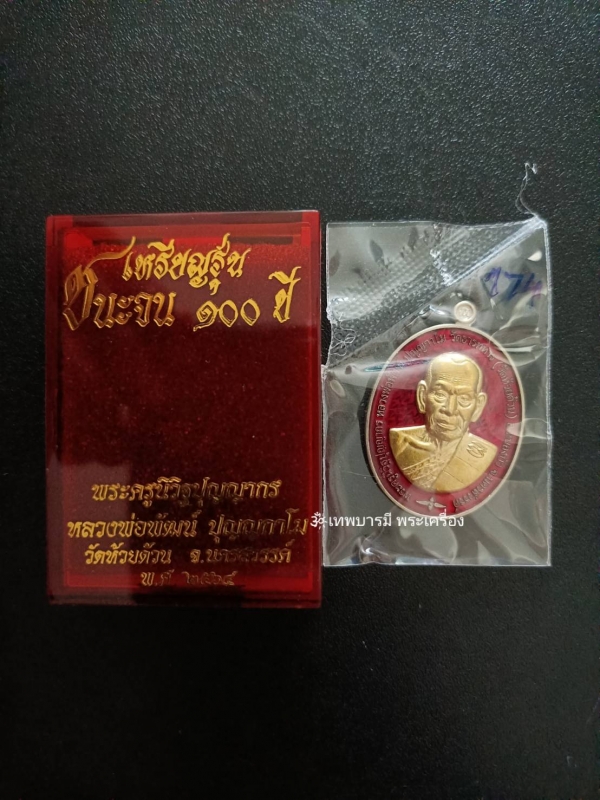 เหรียญรุ่น
ชนะจน ๑๐๐ ปี
พระครูนิวิฐปุญญากร
หลวงพ่อพัฒน์ ปุญญกาโม
วัดห้วยด้วน จ.นครสวรรค์
พ.ศ ๒๕๖๔
เทพบารมี พระเครื่อง